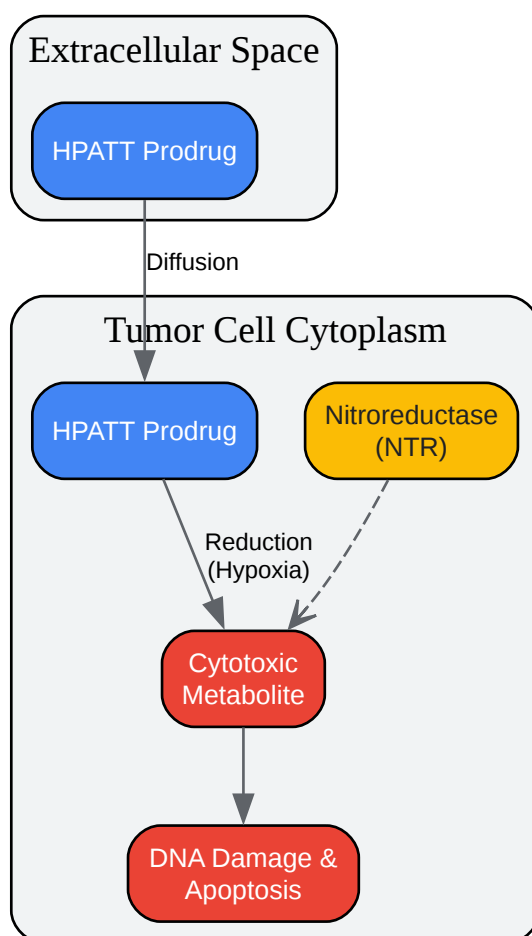 Extracellular Space
HPATT Prodrug
Diffusion
Tumor Cell Cytoplasm
HPATT Prodrug
Nitroreductase
(NTR)
Reduction
(Hypoxia)
Cytotoxic
Metabolite
DNA Damage &
Apoptosis